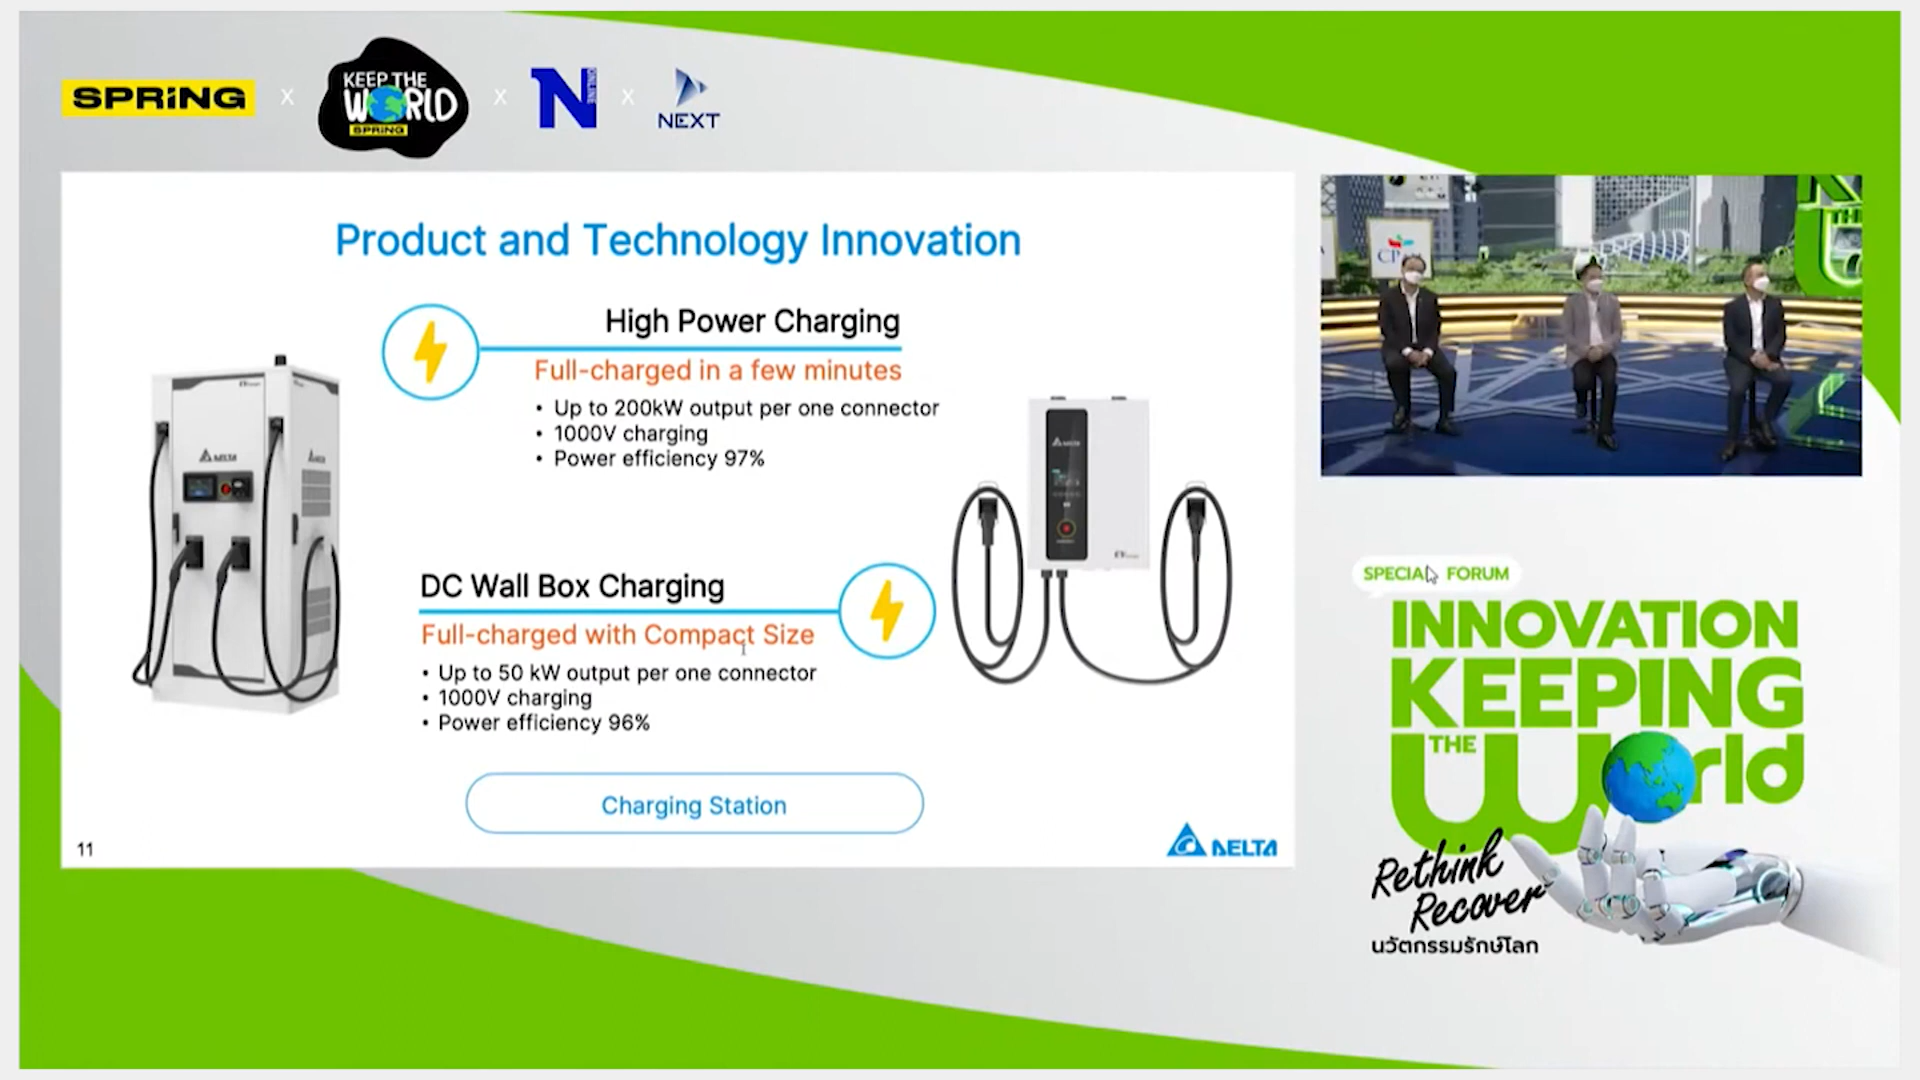 SPRiNG
x
KEEP THE
WORLD
SPRiNG
x
N
ONLINE
x
NEXT
Product and Technology Innovation
High Power Charging
Full-charged in a few minutes
• Up to 200kW output per one connector
• 1000V charging
• Power efficiency 97%
DELTA
DC Wall Box Charging
Full-charged with Compact Size
• Up to 50 kW output per one connector
• 1000V charging
• Power efficiency 96%
Charging Station
11
DELTA
SPECIAL FORUM
INNOVATION
KEEPING
THE World
Rethink
Recover
นวัตกรรมรักษ์โลก